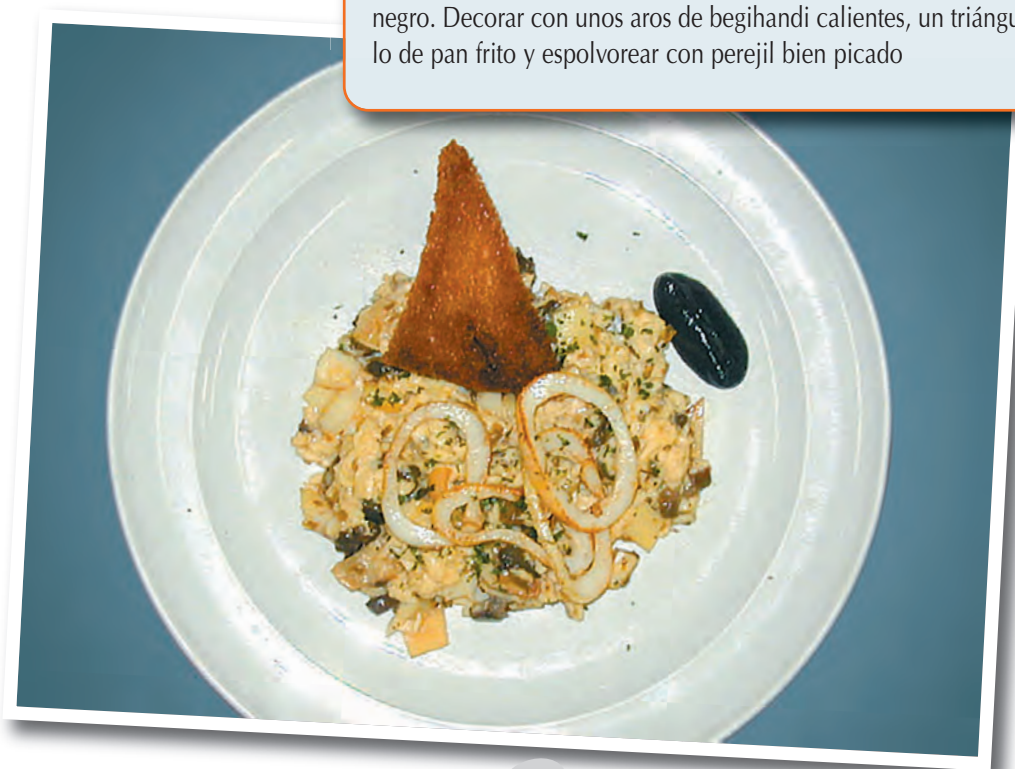 negro. Decorar con unos aros de begihandi calientes, un triángu
lo de pan frito y espolvorear con perejil bien picado